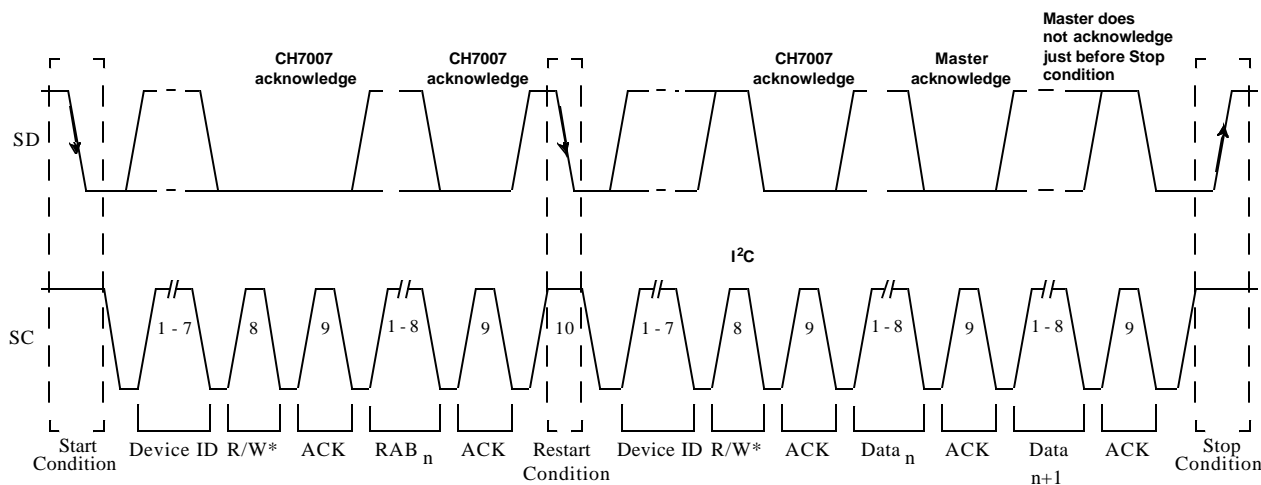 CH7007
acknowledge
CH7007
acknowledge
CH7007
acknowledge
Master
acknowledge
Master does
not acknowledge
just before Stop
condition
SD
I²C
SC
1 - 7
8
9
1 - 8
9
10
1 - 7
8
9
1 - 8
9
1 - 8
9
Start
Condition
Device ID
R/W*
ACK
RAB n
ACK
Restart
Condition
Device ID
R/W*
ACK
Data n
ACK
Data
n+1
ACK
Stop
Condition